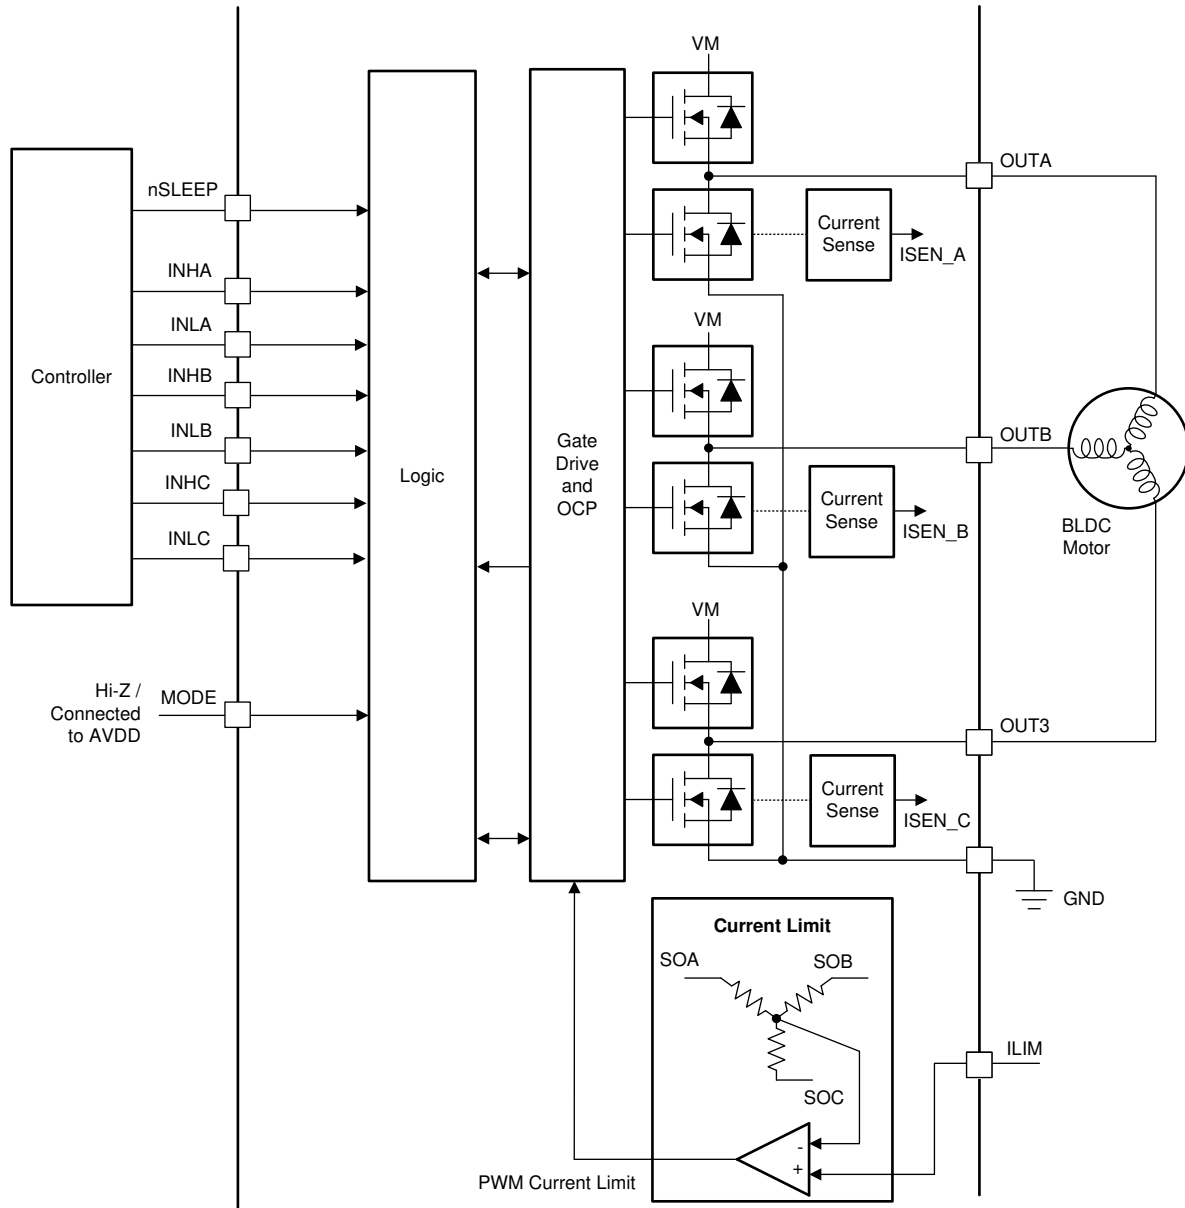 VM
nSLEEP
INHA
INLA
INHB
INLB
INHC
INLC
Controller
Hi-Z /
Connected
to AVDD
MODE
Logic
Gate
Drive
and
OCP
OUTA
Current
Sense
ISEN_A
VM
OUTB
Current
Sense
ISEN_B
BLDC
Motor
VM
OUT3
Current
Sense
ISEN_C
GND
Current Limit
SOA
SOB
SOC
ILIM
-
+
PWM Current Limit